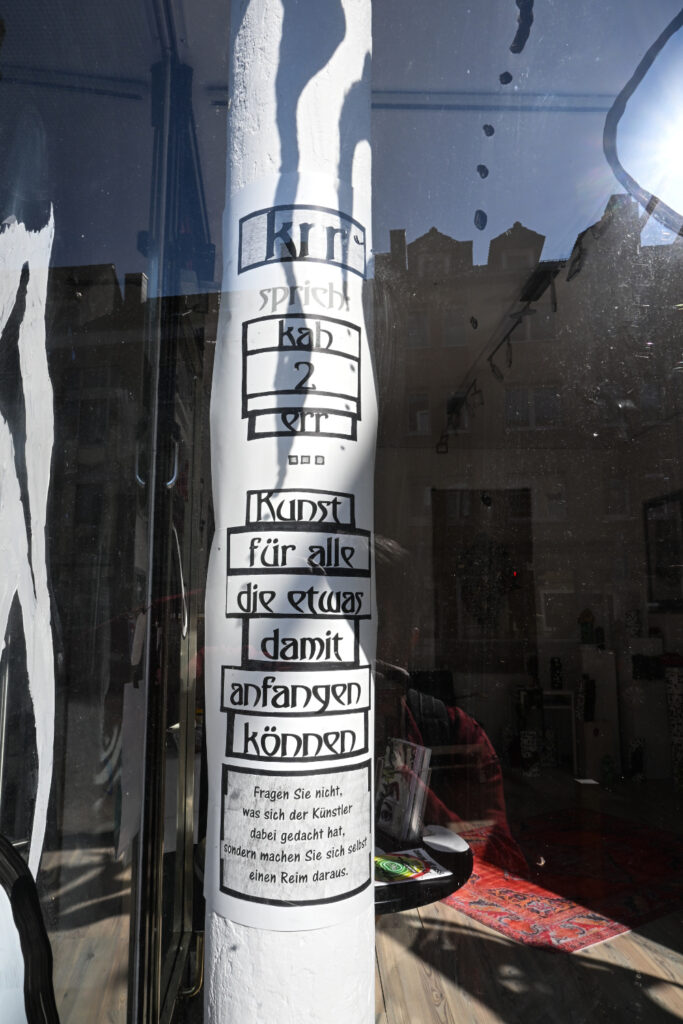 krr
spricht
kah
2
err
Kunst
für alle
die etwas
damit
anfangen
können
Fragen Sie nicht,
was sich der Künstler
dabei gedacht hat,
sondern machen Sie sich selbst
einen Reim daraus.